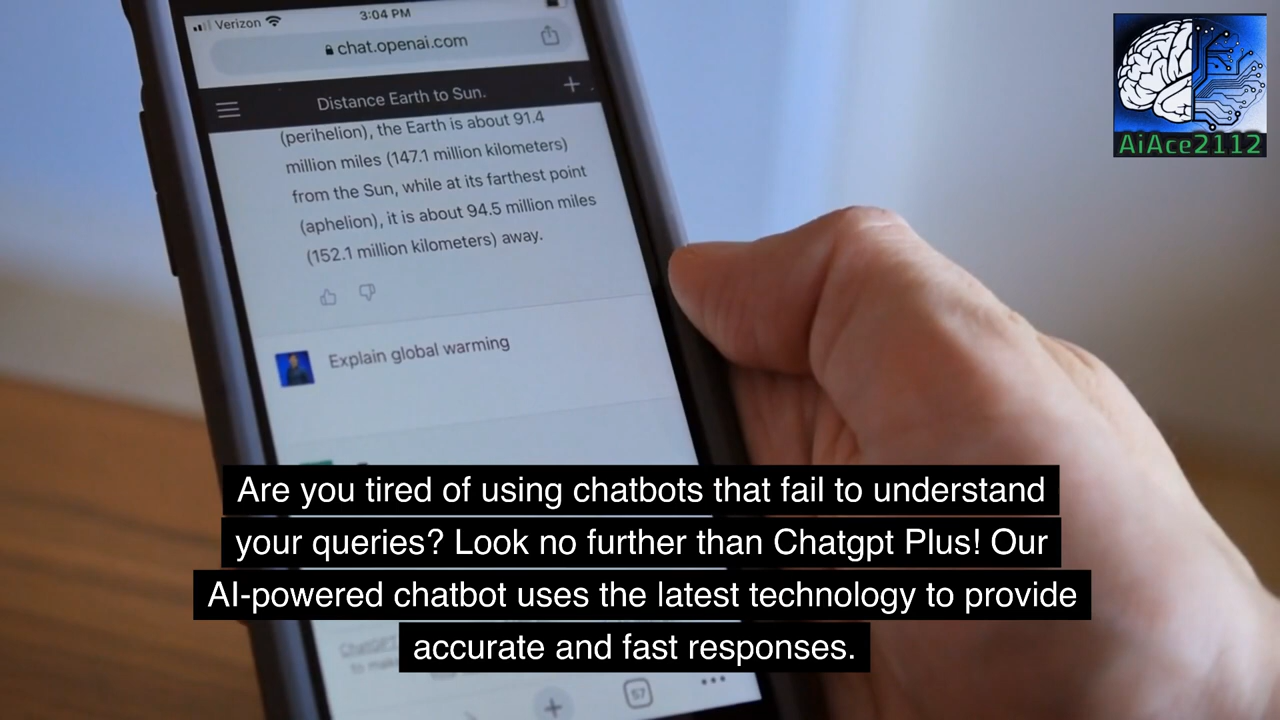 Verizon
3:04 PM
chat.openai.com
Distance Earth to Sun.
(perihelion), the Earth is about 91.4
million miles (147.1 million kilometers)
from the Sun, while at its farthest point
(aphelion), it is about 94.5 million miles
(152.1 million kilometers) away.
Explain global warming
AiAce2112
Are you tired of using chatbots that fail to understand
your queries? Look no further than Chatgpt Plus! Our
AI-powered chatbot uses the latest technology to provide
accurate and fast responses.
57